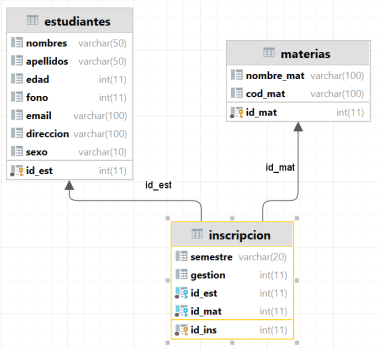 estudiantes
nombres varchar(50)
apellidos varchar(50)
edad int(11)
fono int(11)
email varchar(100)
direccion varchar(100)
sexo varchar(10)
id_est int(11)
materias
nombre_mat varchar(100)
cod_mat varchar(100)
id_mat int(11)
id_est
id_mat
inscripcion
semestre varchar(20)
gestion int(11)
id_est int(11)
id_mat int(11)
id_ins int(11)